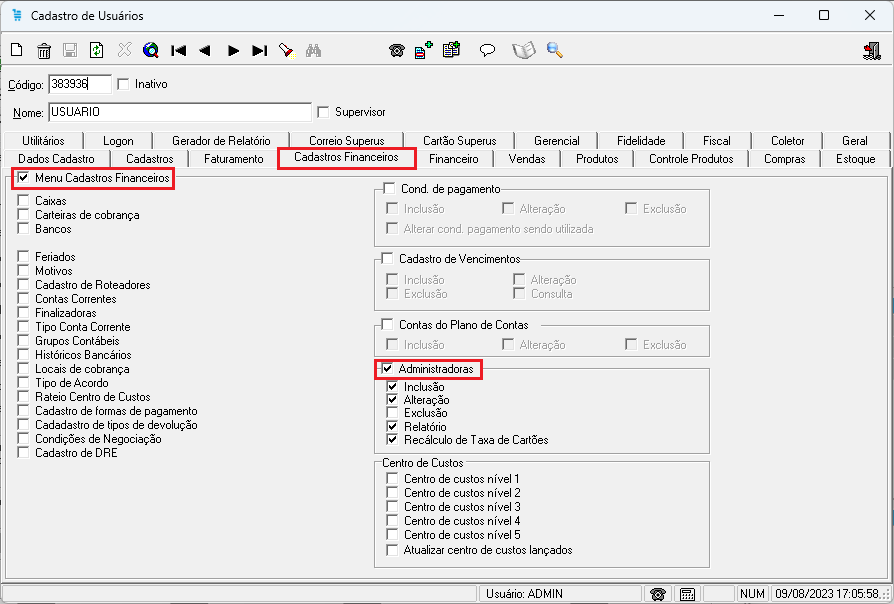 Cadastro de Usuários
Código: 383936 Inativo
Nome: USUARIO Supervisor
Utilitários Logon Gerador de Relatório Correio Superus Cartão Superus Gerencial Fidelidade Fiscal Coletor Geral
Dados Cadastro Cadastros Faturamento Cadastros Financeiros Financeiro Vendas Produtos Controle Produtos Compras Estoque
Menu Cadastros Financeiros
Caixas
Carteiras de cobrança
Bancos
Feriados
Motivos
Cadastro de Roteadores
Contas Correntes
Finalizadoras
Tipo Conta Corrente
Grupos Contábeis
Históricos Bancários
Locais de cobrança
Tipo de Acordo
Rateio Centro de Custos
Cadastro de formas de pagamento
Cadadastro de tipos de devolução
Condições de Negociação
Cadastro de DRE
Cond. de pagamento
Inclusão Alteração Exclusão
Alterar cond. pagamento sendo utilizada
Cadastro de Vencimentos
Inclusão Alteração
Exclusão Consulta
Contas do Plano de Contas
Inclusão Alteração Exclusão
Administradoras
Inclusão
Alteração
Exclusão
Relatório
Recálculo de Taxa de Cartões
Centro de Custos
Centro de custos nível 1
Centro de custos nível 2
Centro de custos nível 3
Centro de custos nível 4
Centro de custos nível 5
Atualizar centro de custos lançados
Usuário: ADMIN NUM 09/08/2023 17:05:58